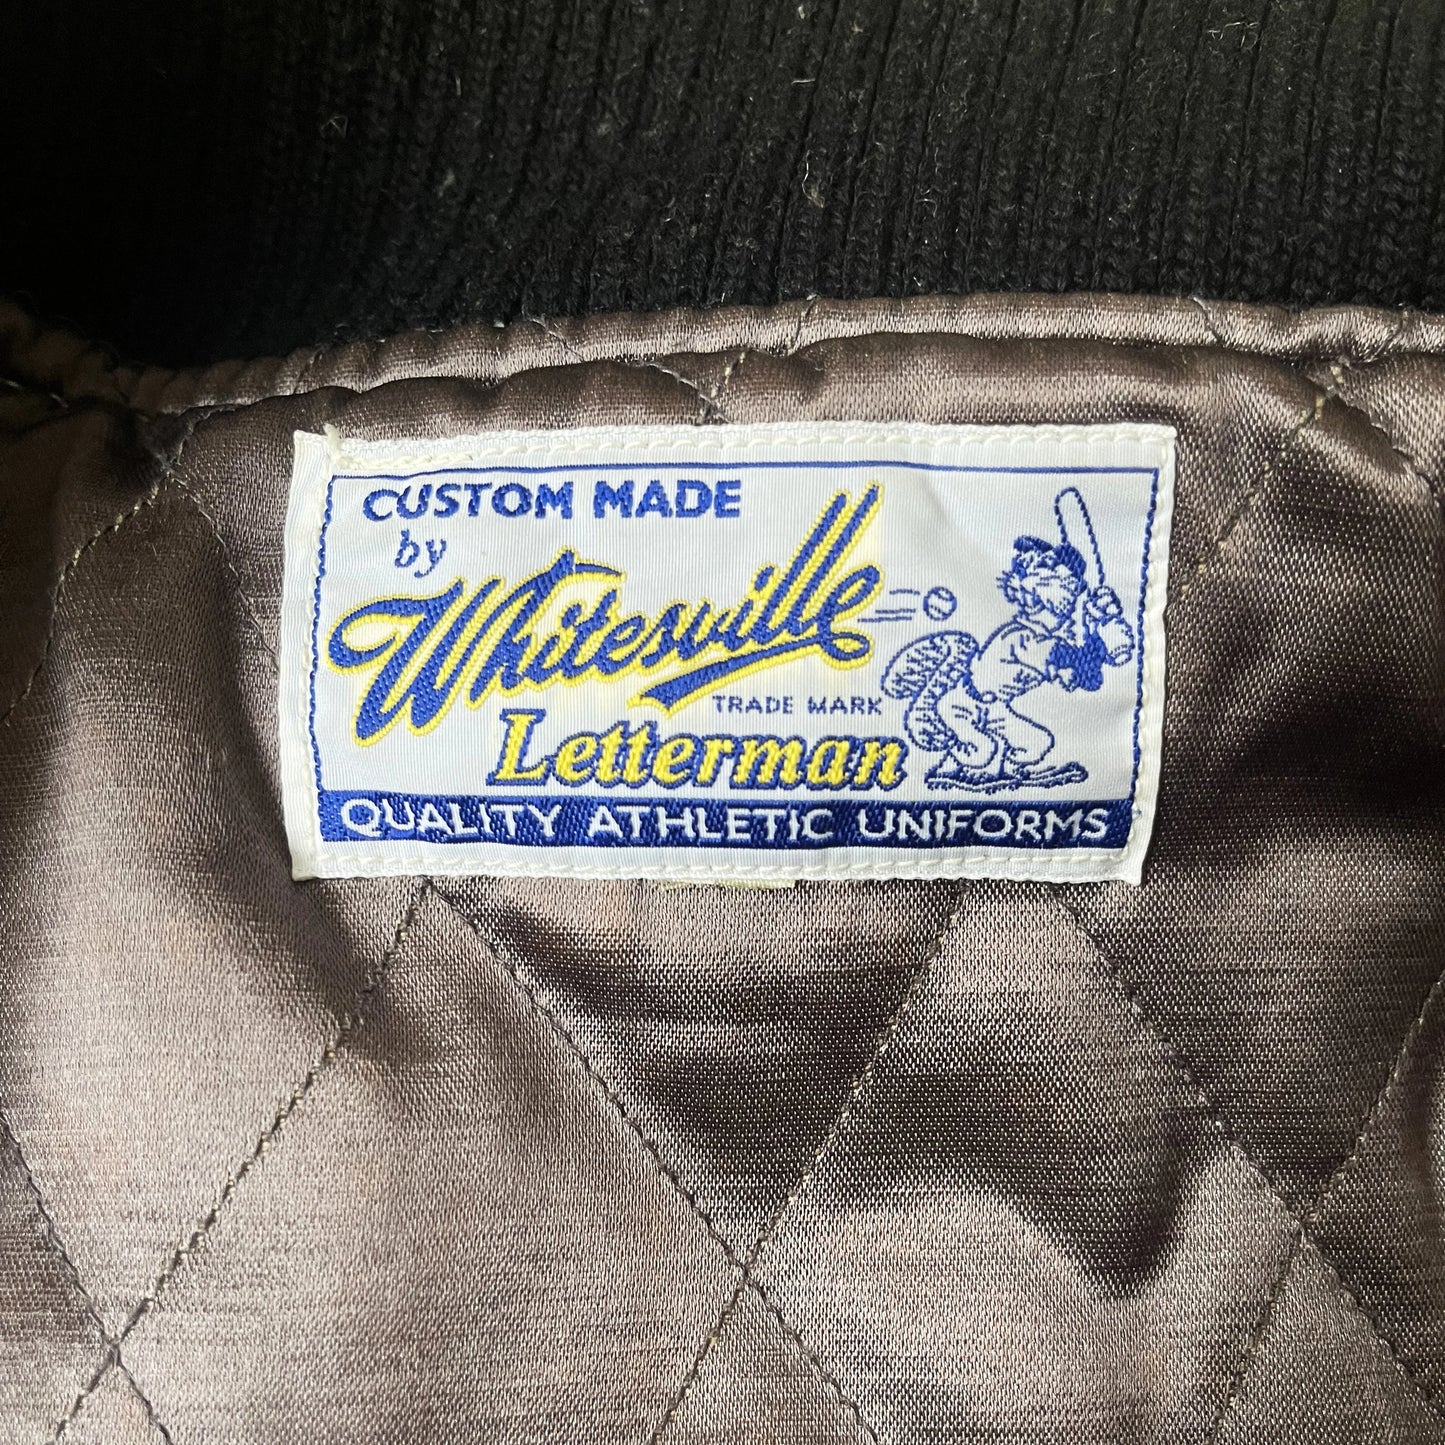 CUSTOM MADE
by
Whitesville
TRADE MARK
Letterman
QUALITY ATHLETIC UNIFORMS